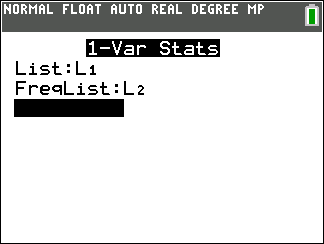 NORMAL FLOAT AUTO REAL DEGREE MP
1-Var Stats
List:L1
FreqList:L2